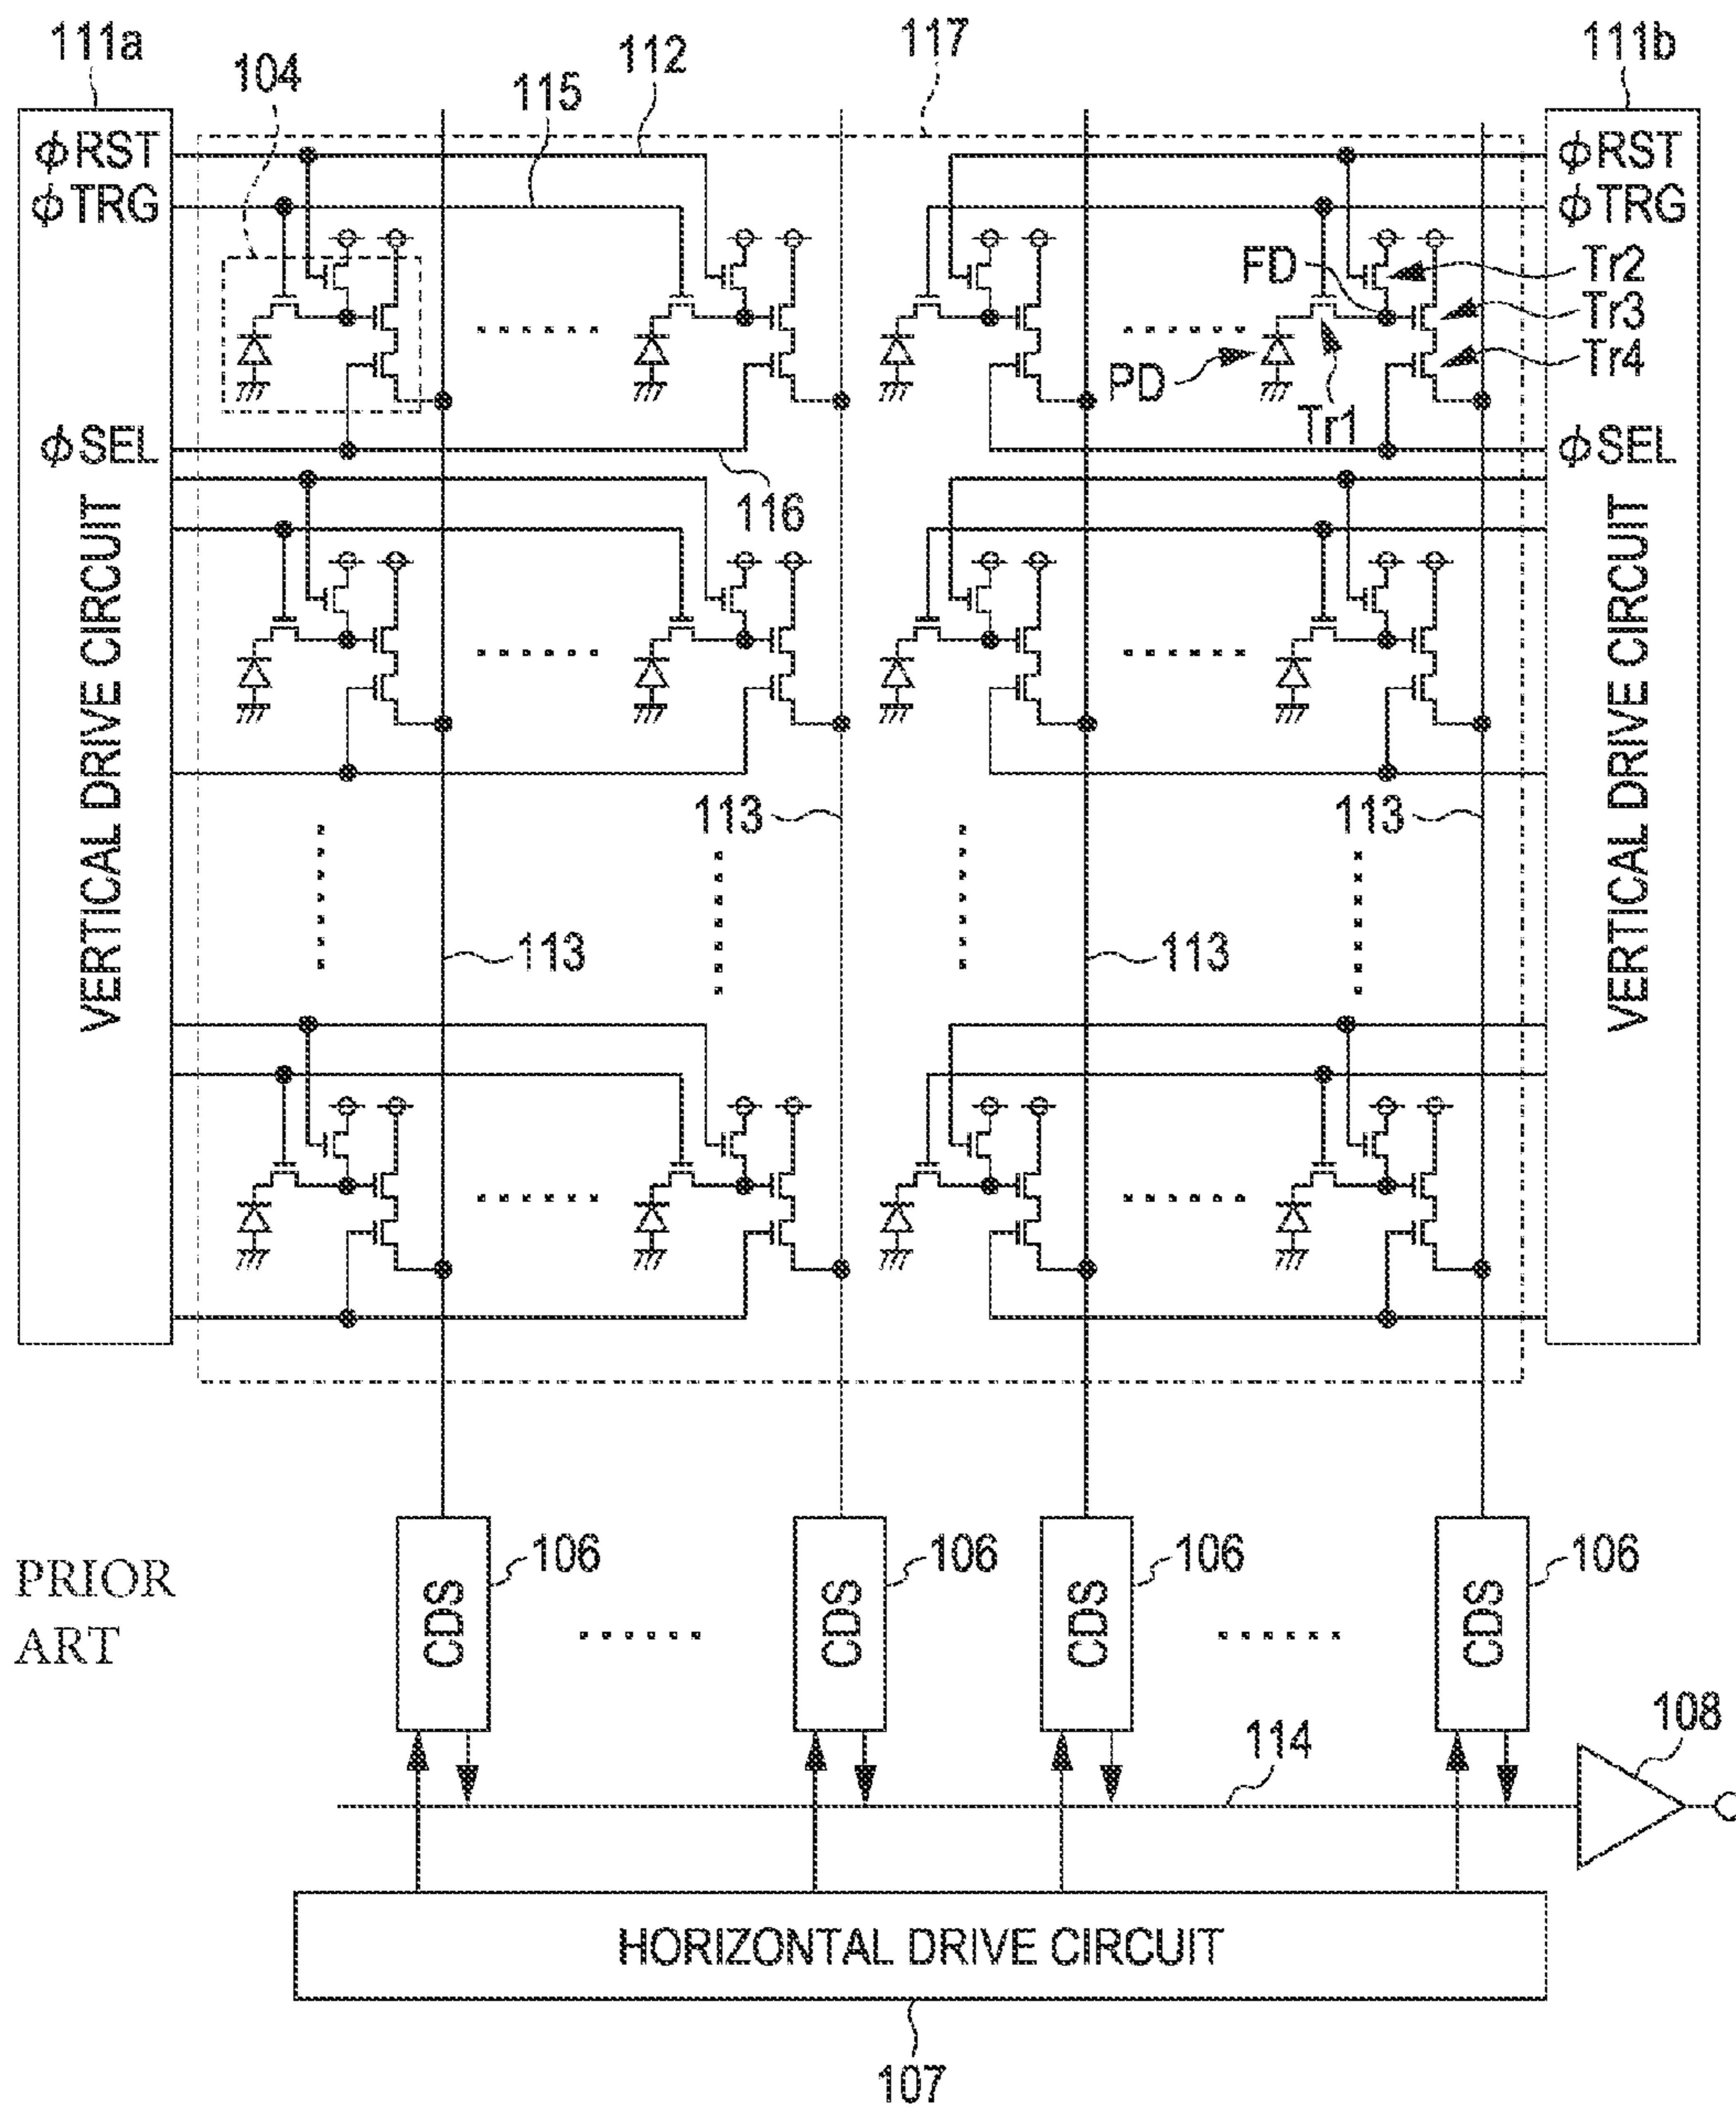 111a
104
112
115
117
111b
φRST
φTRG
φSEL
VERTICAL DRIVE CIRCUIT
φRST
φTRG
φSEL
VERTICAL DRIVE CIRCUIT
FD
PD
Tr1
Tr2
Tr3
Tr4
116
113
113
113
113
PRIOR
ART
CDS
106
CDS
106
CDS
106
CDS
106
114
108
HORIZONTAL DRIVE CIRCUIT
107